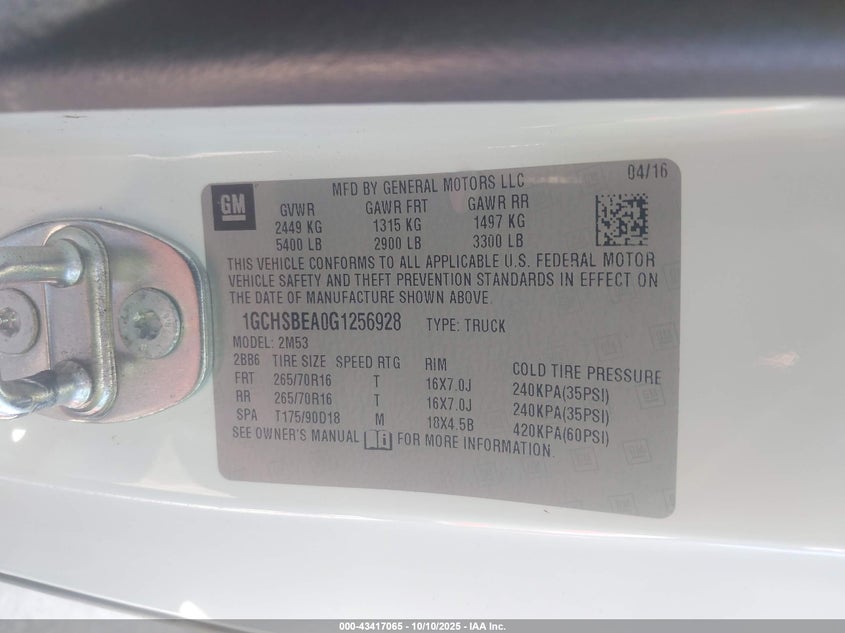 04/16
MFD BY GENERAL MOTORS LLC
GM
GVWR GAWR FRT GAWR RR
2449 KG 1315 KG 1497 KG
5400 LB 2900 LB 3300 LB
THIS VEHICLE CONFORMS TO ALL APPLICABLE U.S. FEDERAL MOTOR
VEHICLE SAFETY AND THEFT PREVENTION STANDARDS IN EFFECT ON
THE DATE OF MANUFACTURE SHOWN ABOVE.
1GCHSBEA0G1256928 TYPE: TRUCK
MODEL: 2M53
2BB6 TIRE SIZE SPEED RTG RIM COLD TIRE PRESSURE
FRT 265/70R16 T 16X7.0J 240KPA(35PSI)
RR 265/70R16 T 16X7.0J 240KPA(35PSI)
SPA T175/90D18 M 18X4.5B 420KPA(60PSI)
SEE OWNER'S MANUAL FOR MORE INFORMATION.
000-43417065 - 10/10/2025 - IAA Inc.